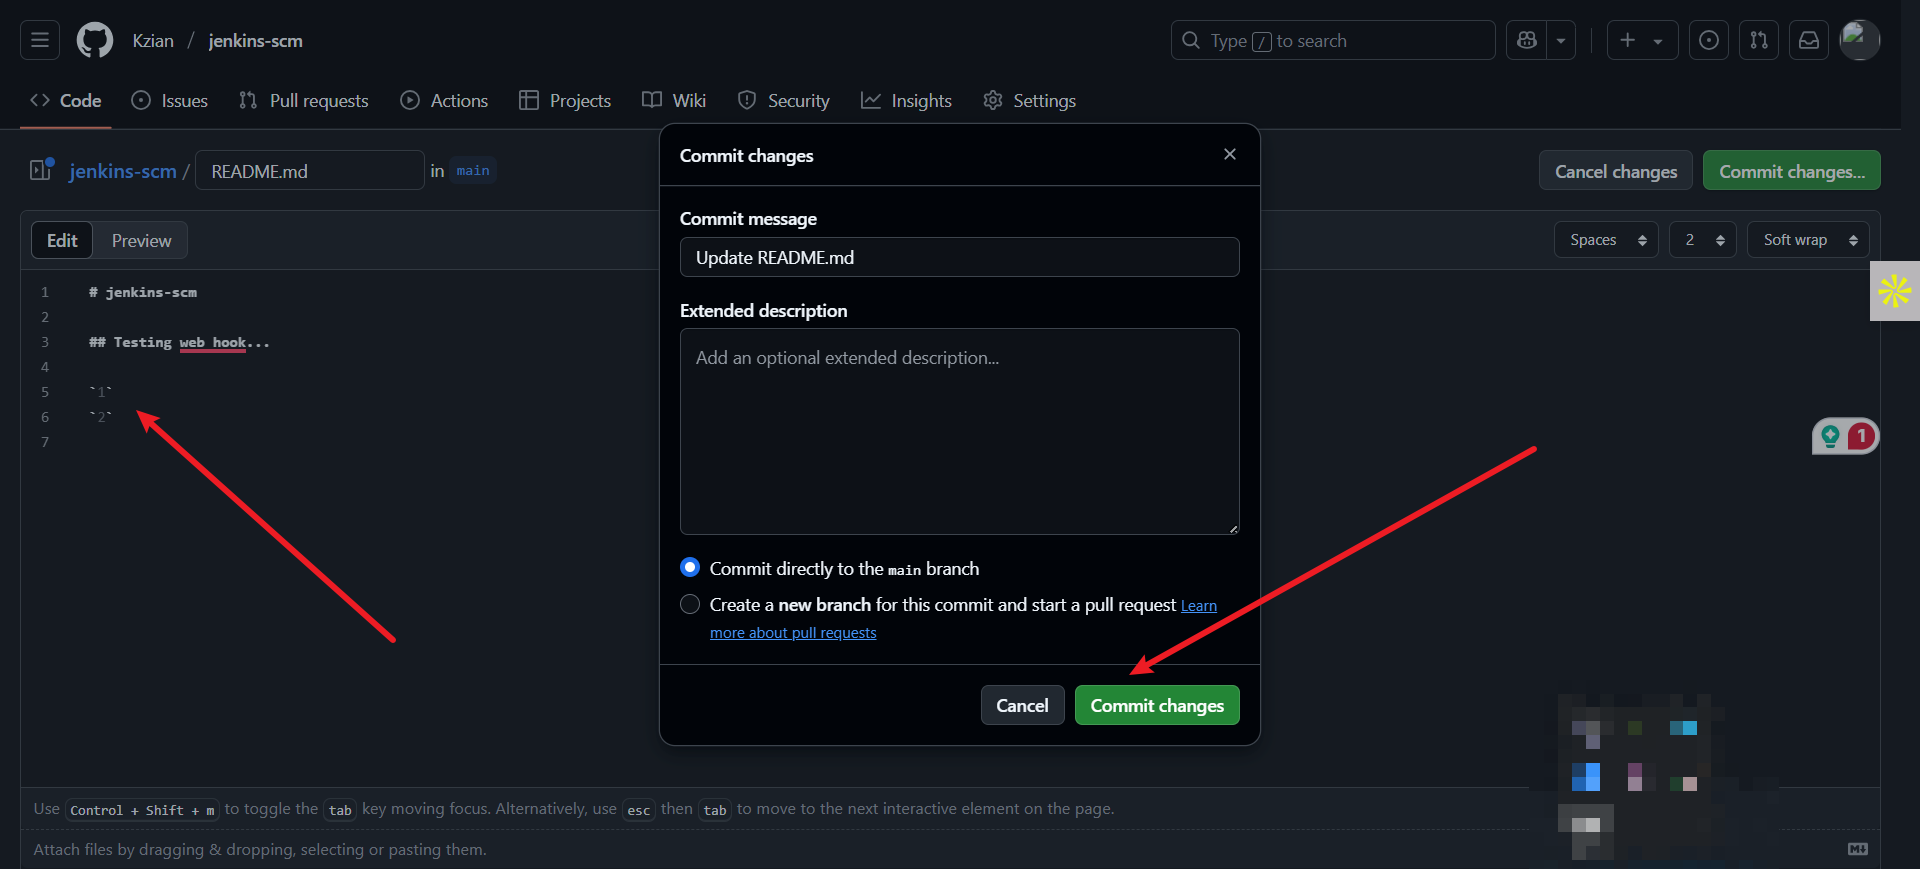 Kzian / jenkins-scm
Type / to search
Code Issues Pull requests Actions Projects Wiki Security Insights Settings
jenkins-scm / README.md in main
Cancel changes Commit changes...
Edit Preview
Spaces 2 Soft wrap
1 # jenkins-scm
2
3 ## Testing web hook...
4
5 `1`
6 `2`
7
Commit changes
Commit message
Update README.md
Extended description
Add an optional extended description...
Commit directly to the main branch
Create a new branch for this commit and start a pull request Learn
more about pull requests
Cancel Commit changes
1
Use Control + Shift + m to toggle the tab key moving focus. Alternatively, use esc then tab to move to the next interactive element on the page.
Attach files by dragging & dropping, selecting or pasting them.